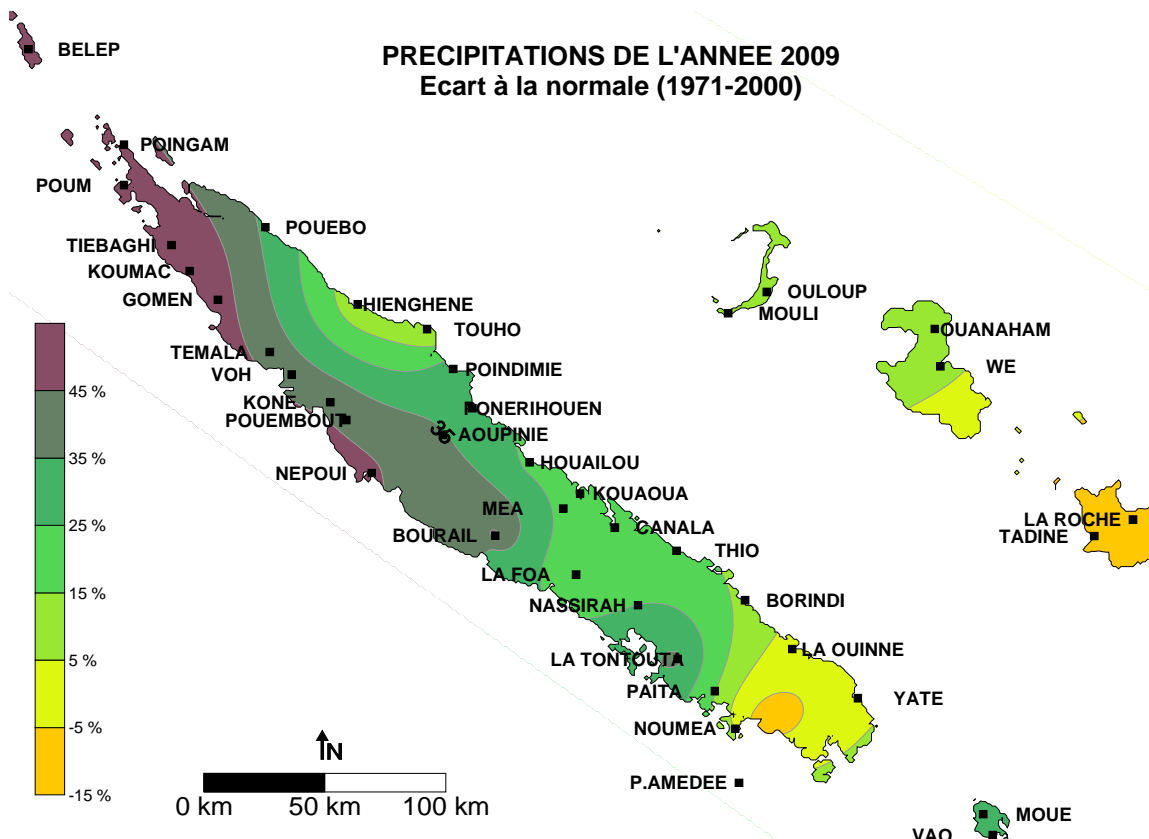 PRECIPITATIONS DE L'ANNEE 2009
Ecart à la normale (1971-2000)
BELEP
POINGAM
POUM
POUEBO
TIEBAGHI
KOUMAC
GOMEN
HIENGHENE
TOUHO
OULOUP
MOULI
OUANAHAM
WE
TEMALA
VOH
POINDIMIE
KONE
PONERIHOUEN
POUEMBOUT
35
AOUPINIE
NEPOUI
HOUAILOU
KOUAOUA
MEA
CANALA
BOURAIL
THIO
LA ROCHE
TADINE
LA FOA
NASSIRAH
BORINDI
LA OUINNE
LA TONTOUTA
PAITA
YATE
NOUMEA
P.AMEDEE
MOUE
VAO
45 %
35 %
25 %
15 %
5 %
-5 %
-15 %
N
0 km 50 km 100 km